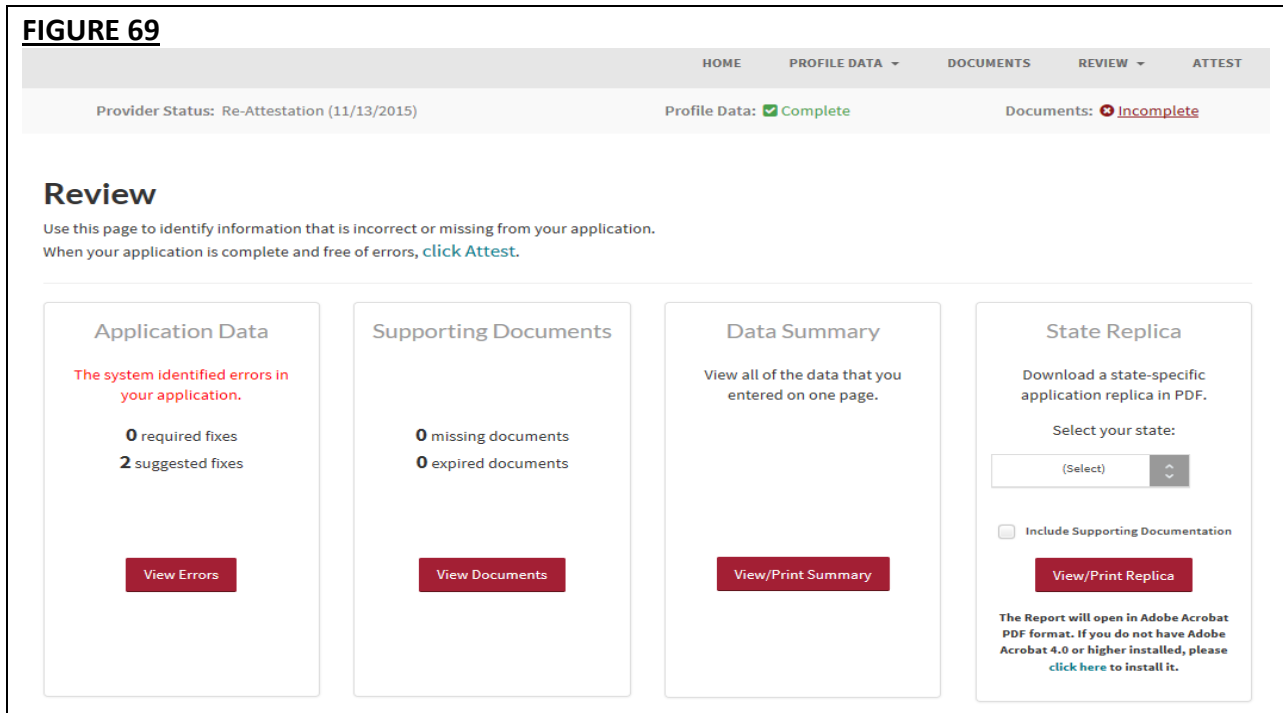 FIGURE 69
HOME PROFILE DATA DOCUMENTS REVIEW ATTEST
Provider Status: Re-Attestation (11/13/2015) Profile Data: Complete Documents: Incomplete
Review
Use this page to identify information that is incorrect or missing from your application.
When your application is complete and free of errors, click Attest.
Application Data
The system identified errors in
your application.
0 required fixes
2 suggested fixes
View Errors
Supporting Documents
0 missing documents
0 expired documents
View Documents
Data Summary
View all of the data that you
entered on one page.
View/Print Summary
State Replica
Download a state-specific
application replica in PDF.
Select your state:
(Select)
Include Supporting Documentation
View/Print Replica
The Report will open in Adobe Acrobat
PDF format. If you do not have Adobe
Acrobat 4.0 or higher installed, please
click here to install it.